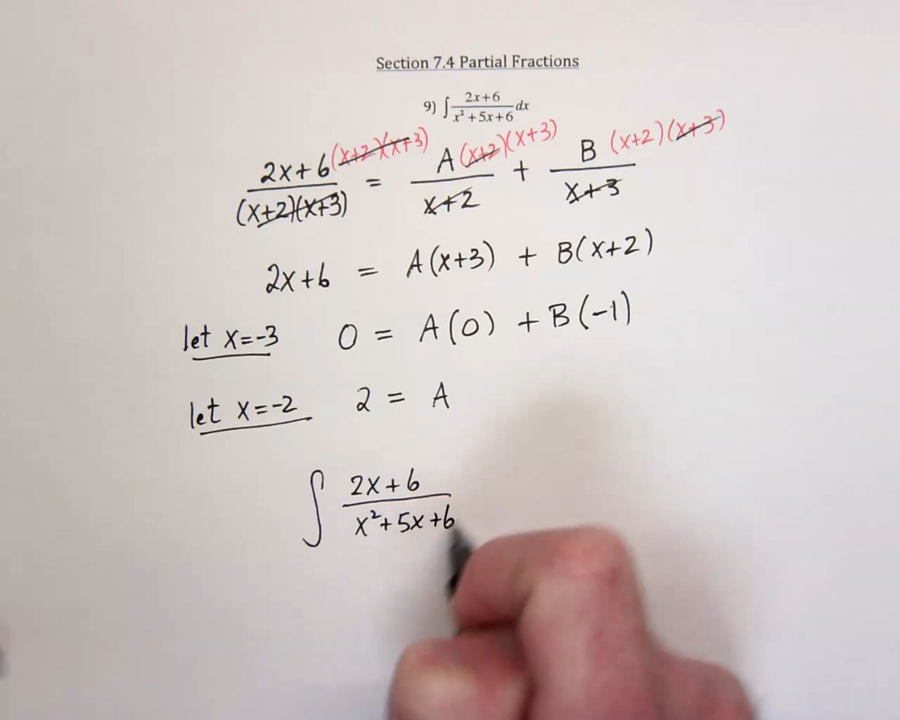 Section 7.4 Partial Fractions
9) ∫ 2x+6 / x² + 5x+6 dx
2x+6 (x+2)(x+3) / (x+2)(x+3) = A (x+2)(x+3) / x+2 + B (x+2)(x+3) / x+3
2x+6 = A(x+3) + B(x+2)
let x=-3 0 = A(0) + B(-1)
let x=-2 2 = A
∫ 2x+6 / x²+5x+6